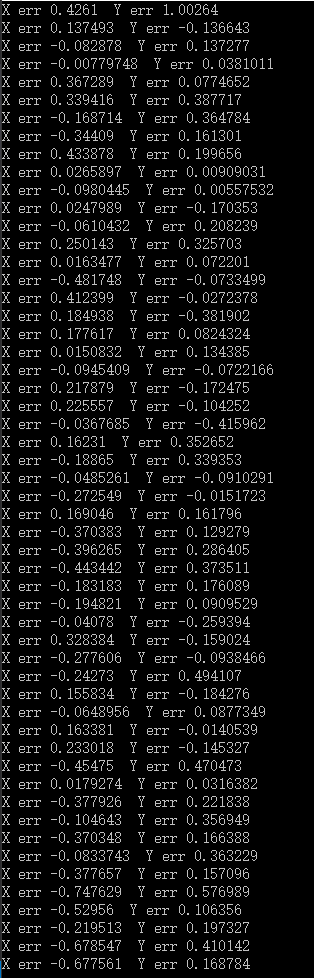 X err 0.4261  Y err 1.00264
X err 0.137493  Y err -0.136643
X err -0.082878  Y err 0.137277
X err -0.00779748  Y err 0.0381011
X err 0.367289  Y err 0.0774652
X err 0.339416  Y err 0.387717
X err -0.168714  Y err 0.364784
X err -0.34409  Y err 0.161301
X err 0.433878  Y err 0.199656
X err 0.0265897  Y err 0.00909031
X err -0.0980445  Y err 0.00557532
X err 0.0247989  Y err -0.170353
X err -0.0610432  Y err 0.208239
X err 0.250143  Y err 0.325703
X err 0.0163477  Y err 0.072201
X err -0.481748  Y err -0.0733499
X err 0.412399  Y err -0.0272378
X err 0.184938  Y err -0.381902
X err 0.177617  Y err 0.0824324
X err 0.0150832  Y err 0.134385
X err -0.0945409  Y err -0.0722166
X err 0.217879  Y err -0.172475
X err 0.225557  Y err -0.104252
X err -0.0367685  Y err -0.415962
X err 0.16231  Y err 0.352652
X err -0.18865  Y err 0.339353
X err -0.0485261  Y err -0.0910291
X err -0.272549  Y err -0.0151723
X err 0.169046  Y err 0.161796
X err -0.370383  Y err 0.129279
X err -0.396265  Y err 0.286405
X err -0.443442  Y err 0.373511
X err -0.183183  Y err 0.176089
X err -0.194821  Y err 0.0909529
X err -0.04078  Y err -0.259394
X err 0.328384  Y err -0.159024
X err -0.277606  Y err -0.0938466
X err -0.24273  Y err 0.494107
X err 0.155834  Y err -0.184276
X err -0.0648956  Y err 0.0877349
X err 0.163381  Y err -0.0140539
X err 0.233018  Y err -0.145327
X err -0.45475  Y err 0.470473
X err 0.0179274  Y err 0.0316382
X err -0.377926  Y err 0.221838
X err -0.104643  Y err 0.356949
X err -0.370348  Y err 0.166388
X err -0.0833743  Y err 0.363229
X err -0.377657  Y err 0.157096
X err -0.747629  Y err 0.576989
X err -0.52956  Y err 0.106356
X err -0.219513  Y err 0.197327
X err -0.678547  Y err 0.410142
X err -0.677561  Y err 0.168784